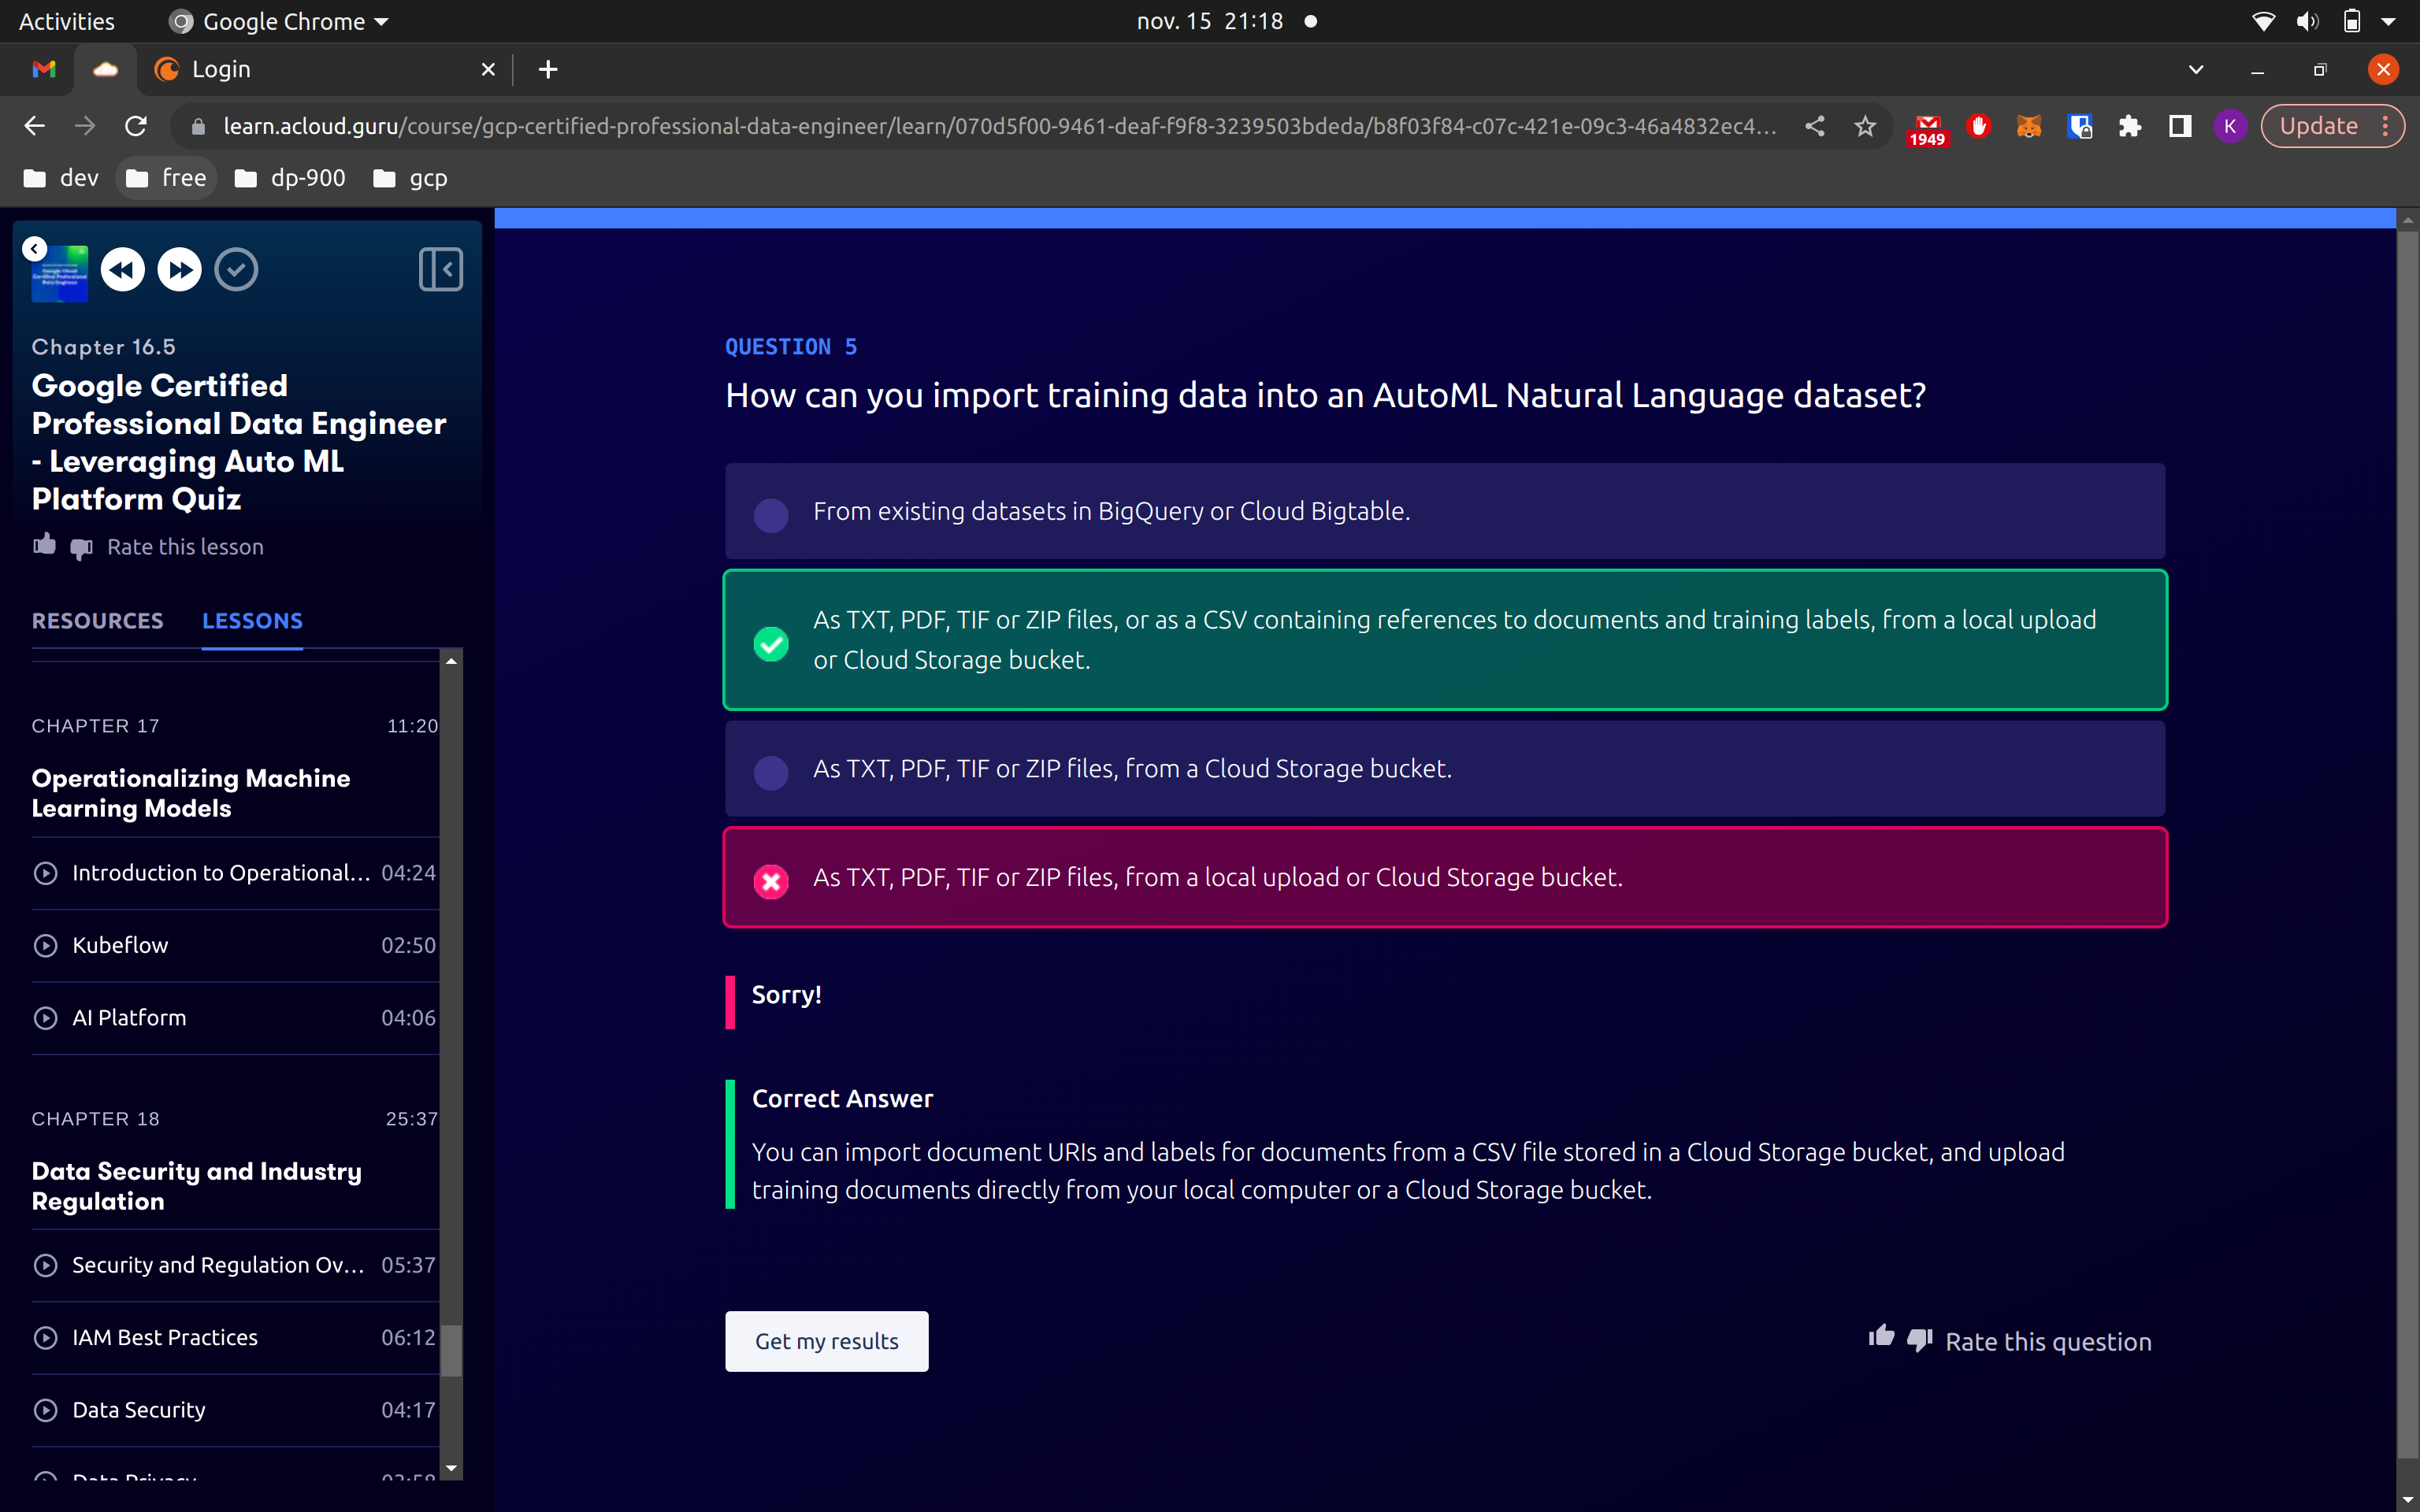 Activities
Google Chrome
nov. 15 21:18
Login
learn.acloud.guru/course/gcp-certified-professional-data-engineer/learn/070d5f00-9461-deaf-f9f8-3239503bdeda/b8f03f84-c07c-421e-09c3-46a4832ec4...
1949
K
Update
dev
free
dp-900
gcp
Chapter 16.5
Google Certified
Professional Data Engineer
- Leveraging Auto ML
Platform Quiz
Rate this lesson
RESOURCES
LESSONS
CHAPTER 17
11:20
Operationalizing Machine
Learning Models
Introduction to Operational...
04:24
Kubeflow
02:50
AI Platform
04:06
CHAPTER 18
25:37
Data Security and Industry
Regulation
Security and Regulation Ov...
05:37
IAM Best Practices
06:12
Data Security
04:17
Data Privacy
03:58
QUESTION 5
How can you import training data into an AutoML Natural Language dataset?
From existing datasets in BigQuery or Cloud Bigtable.
As TXT, PDF, TIF or ZIP files, or as a CSV containing references to documents and training labels, from a local upload
or Cloud Storage bucket.
As TXT, PDF, TIF or ZIP files, from a Cloud Storage bucket.
As TXT, PDF, TIF or ZIP files, from a local upload or Cloud Storage bucket.
Sorry!
Correct Answer
You can import document URIs and labels for documents from a CSV file stored in a Cloud Storage bucket, and upload
training documents directly from your local computer or a Cloud Storage bucket.
Get my results
Rate this question